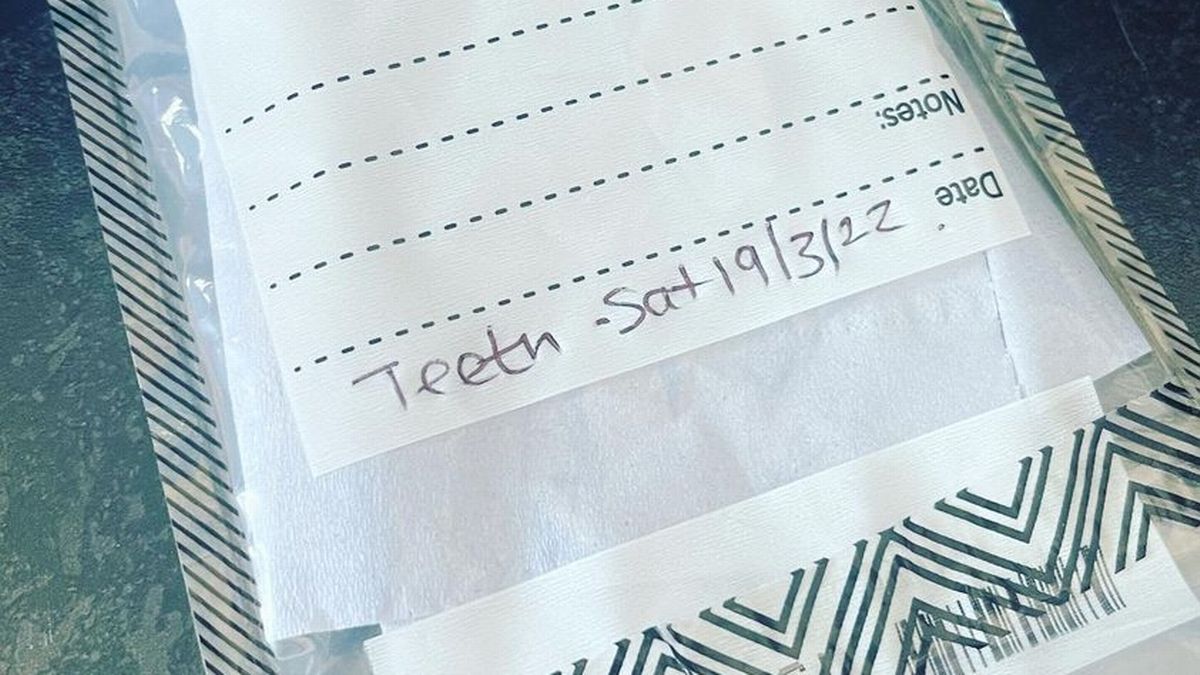 Teeth - Sat 19/3/22
Date
Notes: